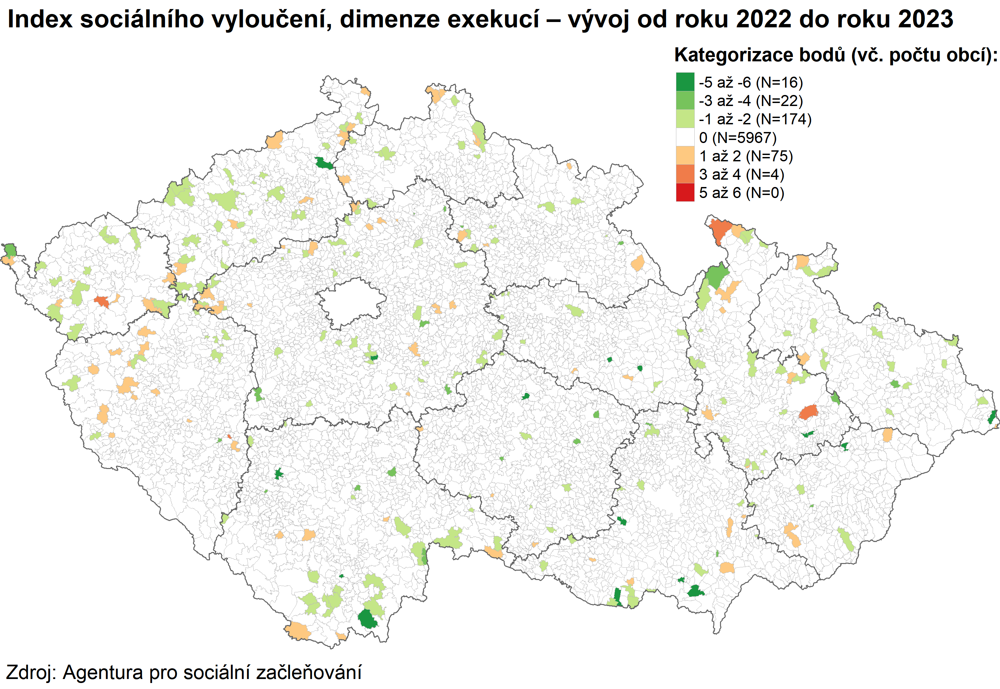 Index sociálního vyloučení, dimenze exekucí – vývoj od roku 2022 do roku 2023
Kategorizace bodů (vč. počtu obcí):
-5 až -6 (N=16)
-3 až -4 (N=22)
-1 až -2 (N=174)
0 (N=5967)
1 až 2 (N=75)
3 až 4 (N=4)
5 až 6 (N=0)
Zdroj: Agentura pro sociální začleňování